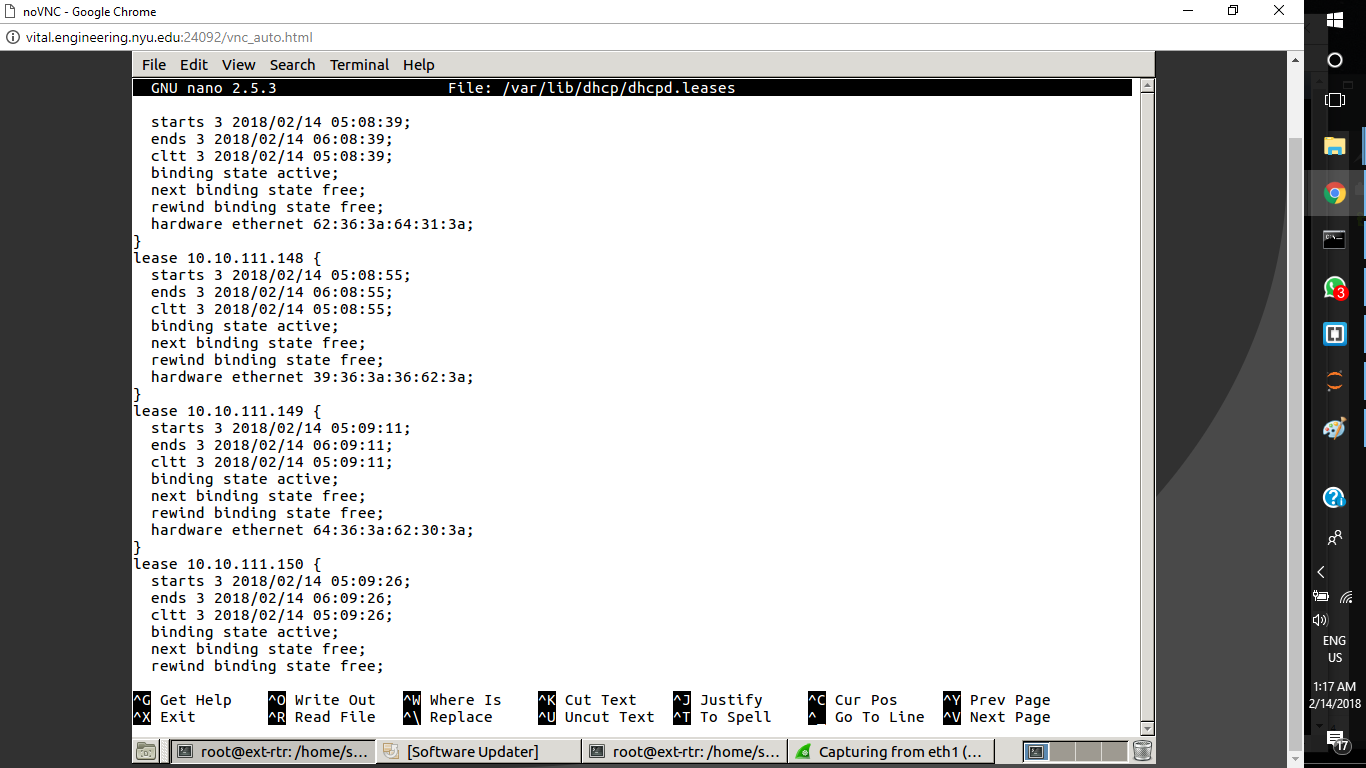 noVNC - Google Chrome
vital.engineering.nyu.edu:24092/vnc_auto.html
File Edit View Search Terminal Help
GNU nano 2.5.3 File: /var/lib/dhcp/dhcpd.leases
starts 3 2018/02/14 05:08:39;
ends 3 2018/02/14 06:08:39;
cltt 3 2018/02/14 05:08:39;
binding state active;
next binding state free;
rewind binding state free;
hardware ethernet 62:36:3a:64:31:3a;
}
lease 10.10.111.148 {
starts 3 2018/02/14 05:08:55;
ends 3 2018/02/14 06:08:55;
cltt 3 2018/02/14 05:08:55;
binding state active;
next binding state free;
rewind binding state free;
hardware ethernet 39:36:3a:36:62:3a;
}
lease 10.10.111.149 {
starts 3 2018/02/14 05:09:11;
ends 3 2018/02/14 06:09:11;
cltt 3 2018/02/14 05:09:11;
binding state active;
next binding state free;
rewind binding state free;
hardware ethernet 64:36:3a:62:30:3a;
}
lease 10.10.111.150 {
starts 3 2018/02/14 05:09:26;
ends 3 2018/02/14 06:09:26;
cltt 3 2018/02/14 05:09:26;
binding state active;
next binding state free;
rewind binding state free;
^G Get Help ^O Write Out ^W Where Is ^K Cut Text ^J Justify ^C Cur Pos ^Y Prev Page
^X Exit ^R Read File ^\ Replace ^U Uncut Text ^T To Spell ^_ Go To Line ^V Next Page
root@ext-rtr: /home/s... [Software Updater] root@ext-rtr: /home/s... Capturing from eth1 (...
3
ENG
US
1:17 AM
2/14/2018
17